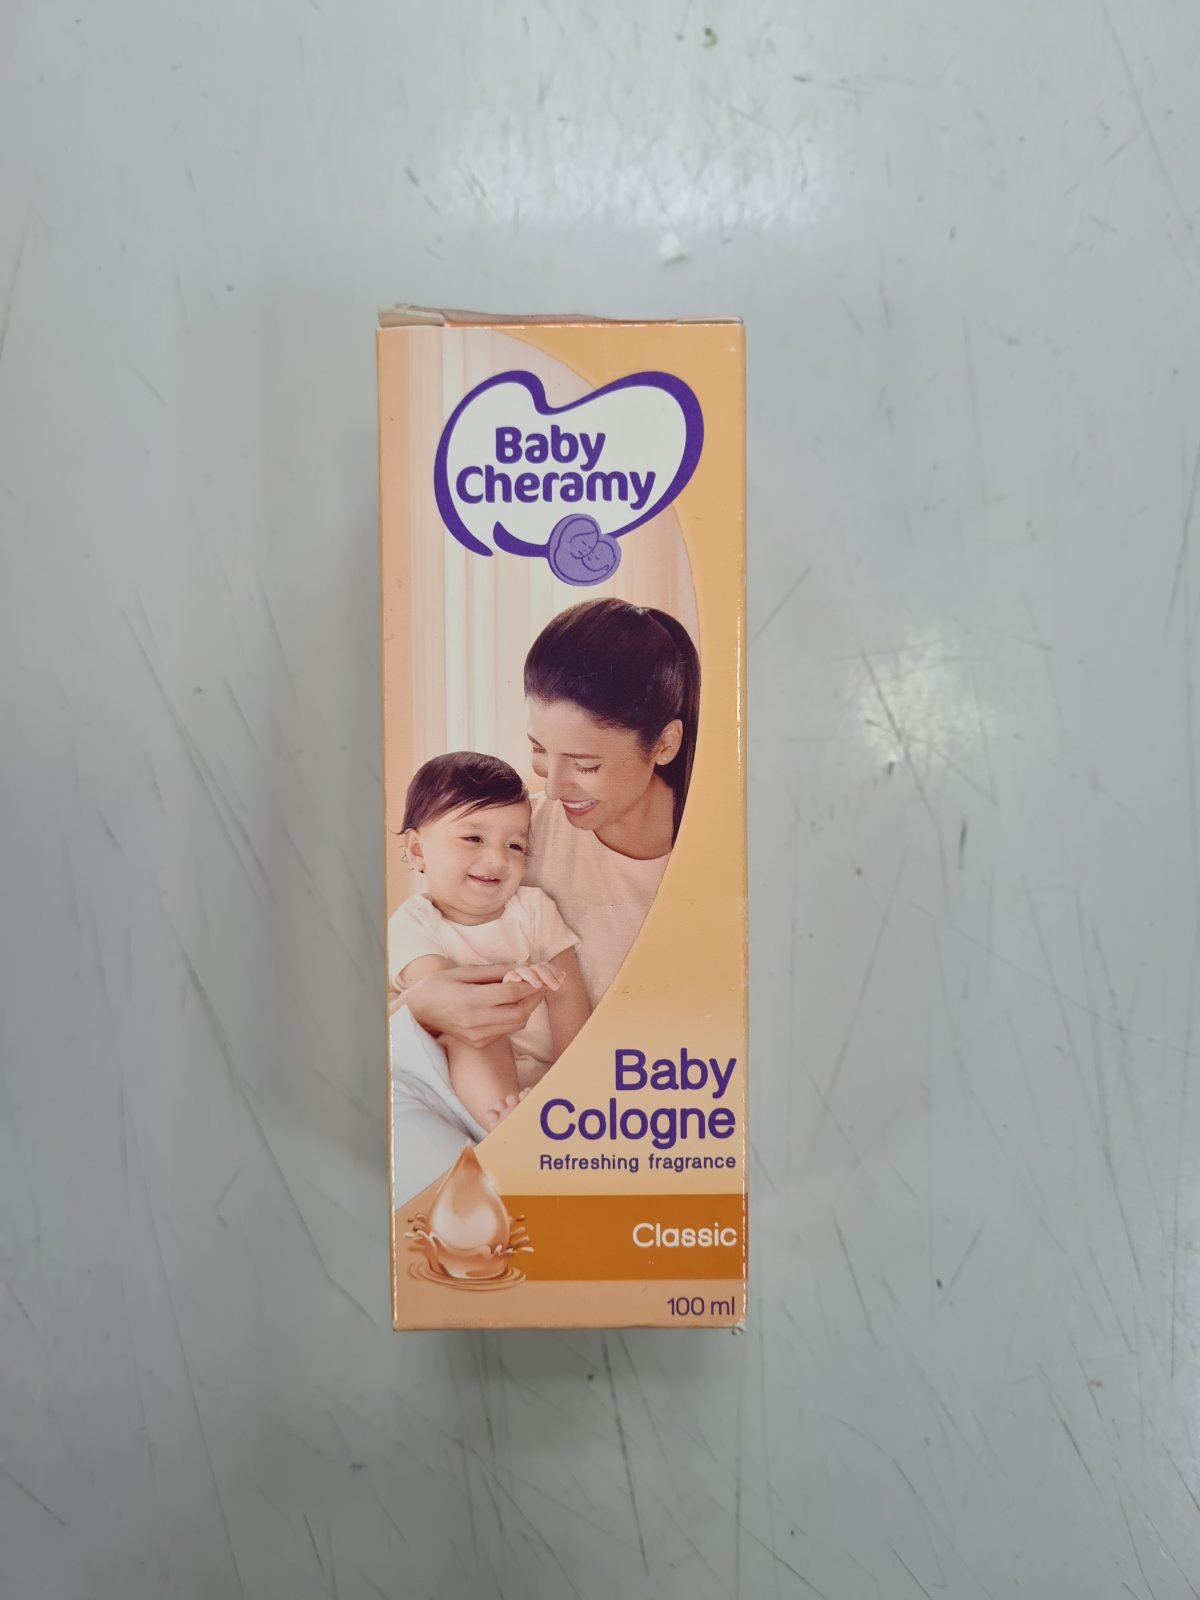 Baby
Cheramy
Baby
Cologne
Refreshing fragrance
Classic
100 ml